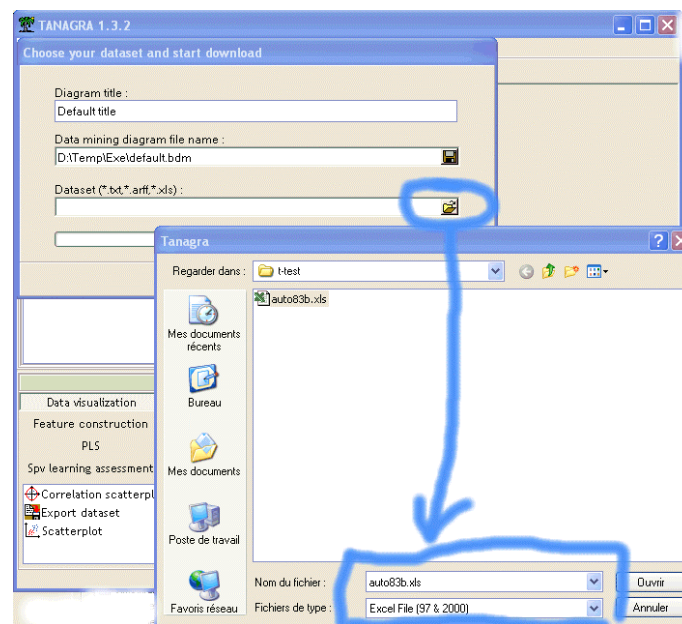 TANAGRA 1.3.2
Choose your dataset and start download
Diagram title :
Default title
Data mining diagram file name :
D:\Temp\Exe\default.bdm
Dataset (*.txt,*.arff,*.xls) :
Tanagra
Regarder dans :
t-test
auto83b.xls
Mes documents
récents
Bureau
Mes documents
Poste de travail
Favoris réseau
Data visualization
Feature construction
PLS
Spv learning assessment
Correlation scatterpl
Export dataset
Scatterplot
Nom du fichier :
auto83b.xls
Ouvrir
Fichiers de type :
Excel File (97 & 2000)
Annuler